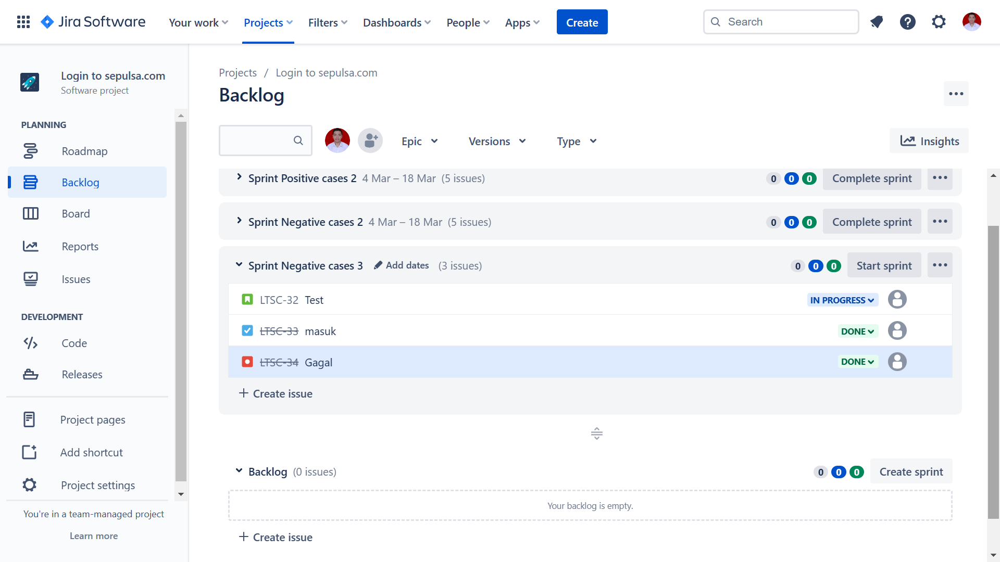 Jira Software
Your work
Projects
Filters
Dashboards
People
Apps
Create
Search
Login to sepulsa.com
Software project
PLANNING
Roadmap
Backlog
Board
Reports
Issues
DEVELOPMENT
Code
Releases
Project pages
Add shortcut
Project settings
You're in a team-managed project
Learn more
Projects / Login to sepulsa.com
Backlog
Epic
Versions
Type
Insights
Sprint Positive cases 2 4 Mar – 18 Mar (5 issues) 0 0 0 Complete sprint
Sprint Negative cases 2 4 Mar – 18 Mar (5 issues) 0 0 0 Complete sprint
Sprint Negative cases 3 Add dates (3 issues) 0 0 0 Start sprint
LTSC-32 Test IN PROGRESS
LTSC-33 masuk DONE
LTSC-34 Gagal DONE
Create issue
Backlog (0 issues) 0 0 0 Create sprint
Your backlog is empty.
Create issue